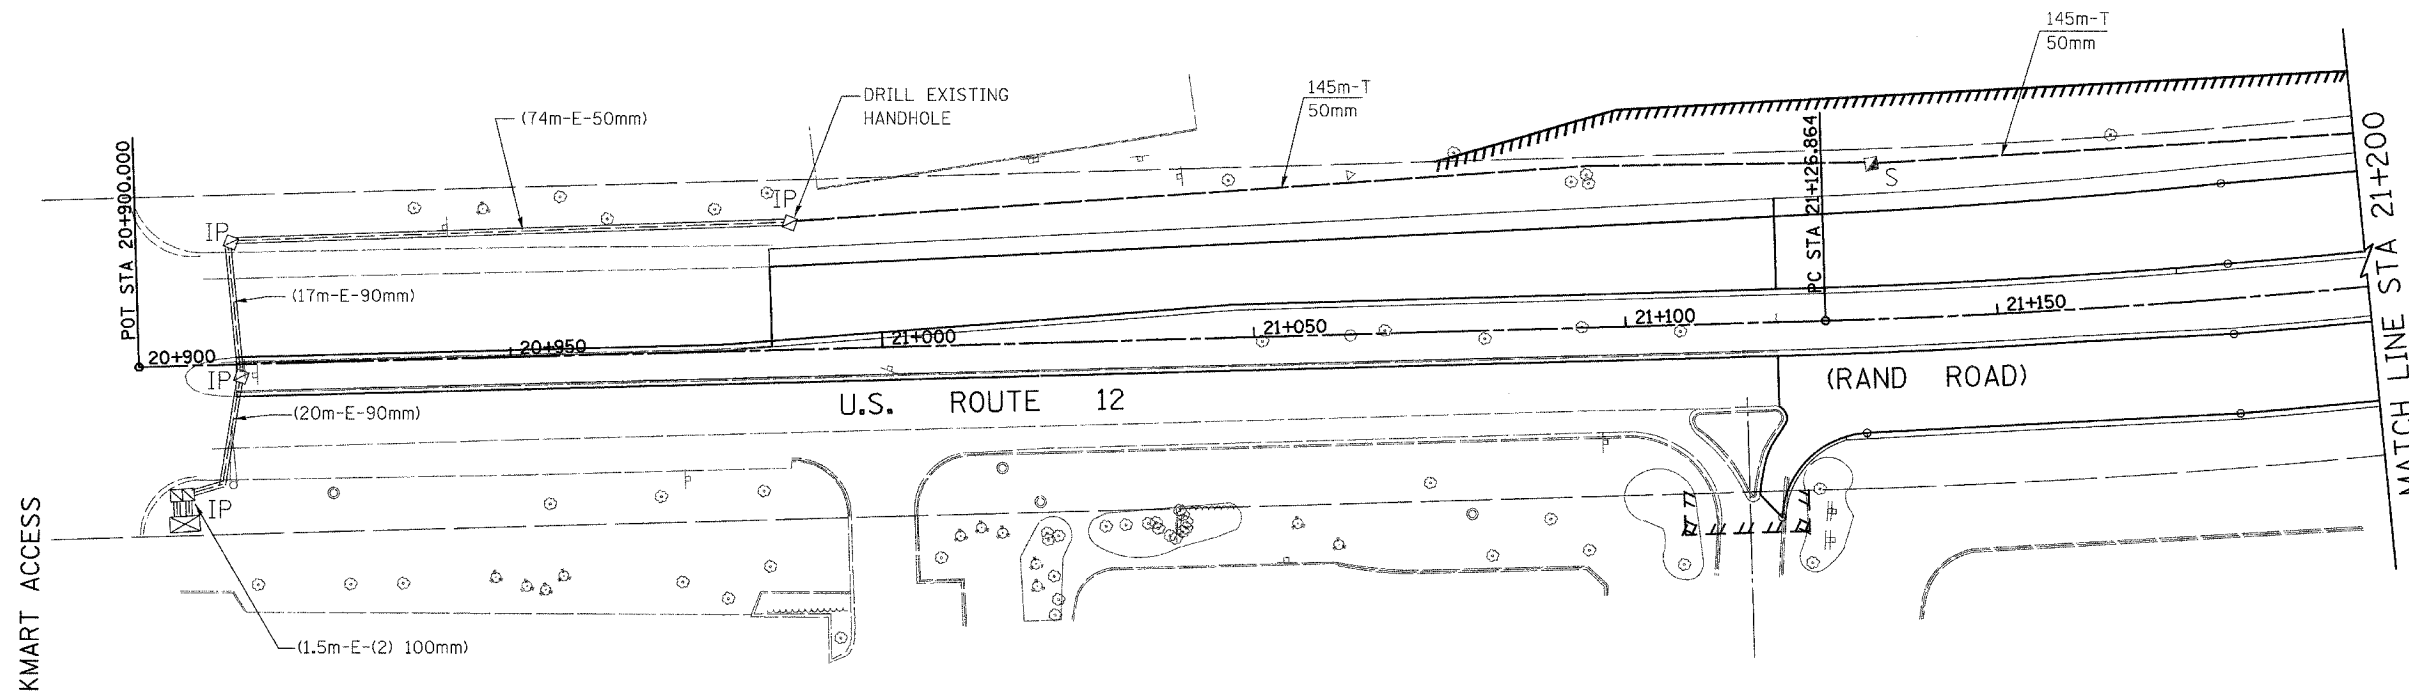 145m-T
50mm
145m-T
50mm
DRILL EXISTING
HANDHOLE
(74m-E-50mm)
POT STA 20+900.000
IP
IP
PC STA 21+126.864
S
MATCH LINE STA 21+200
(17m-E-90mm)
20+900
20+950
21+000
21+050
21+100
21+150
IP
(20m-E-90mm)
U.S. ROUTE 12
(RAND ROAD)
IP
KMART ACCESS
(1.5m-E-(2) 100mm)